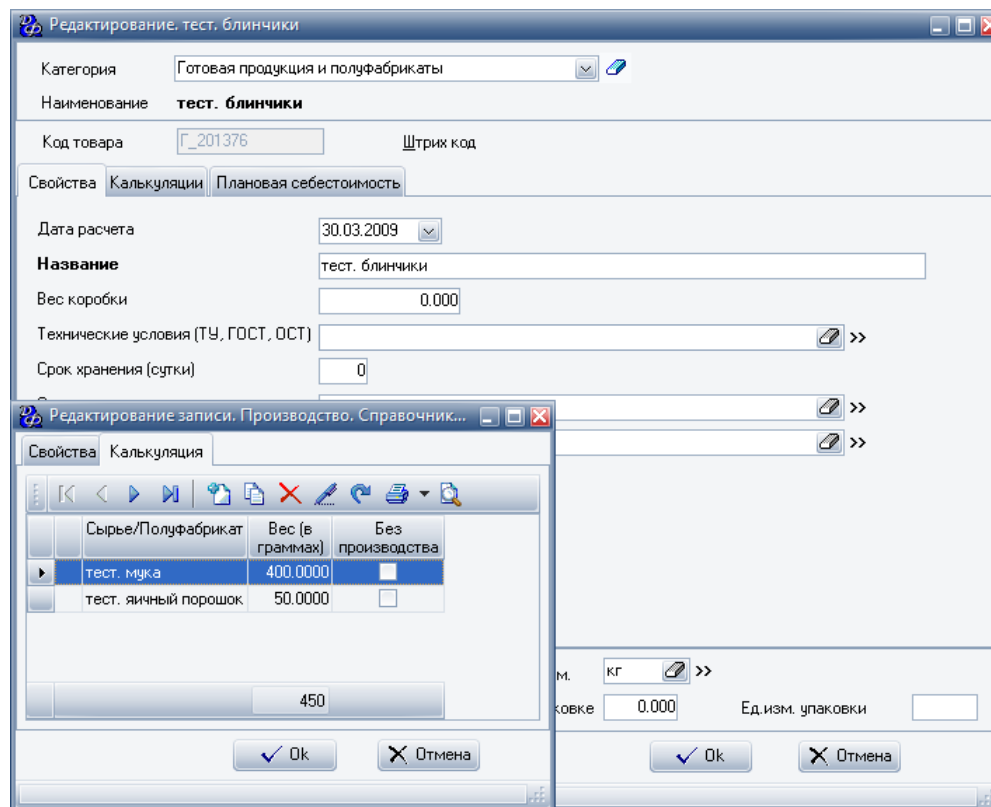 Редактирование. тест. блинчики
Категория Готовая продукция и полуфабрикаты
Наименование тест. блинчики
Код товара Г_201376 Штрих код
Свойства Калькуляции Плановая себестоимость
Дата расчета 30.03.2009
Название тест. блинчики
Вес коробки 0.000
Технические условия (ТУ, ГОСТ, ОСТ) >>
Срок хранения (сутки) 0
>>
>>
Редактирование записи. Производство. Справочник...
Свойства Калькуляция
Сырье/Полуфабрикат Вес (в граммах) Без производства
тест. мука 400.0000
тест. яичный порошок 50.0000
450
Ok Отмена
м. кг >>
ковке 0.000 Ед.изм. упаковки
Ok Отмена